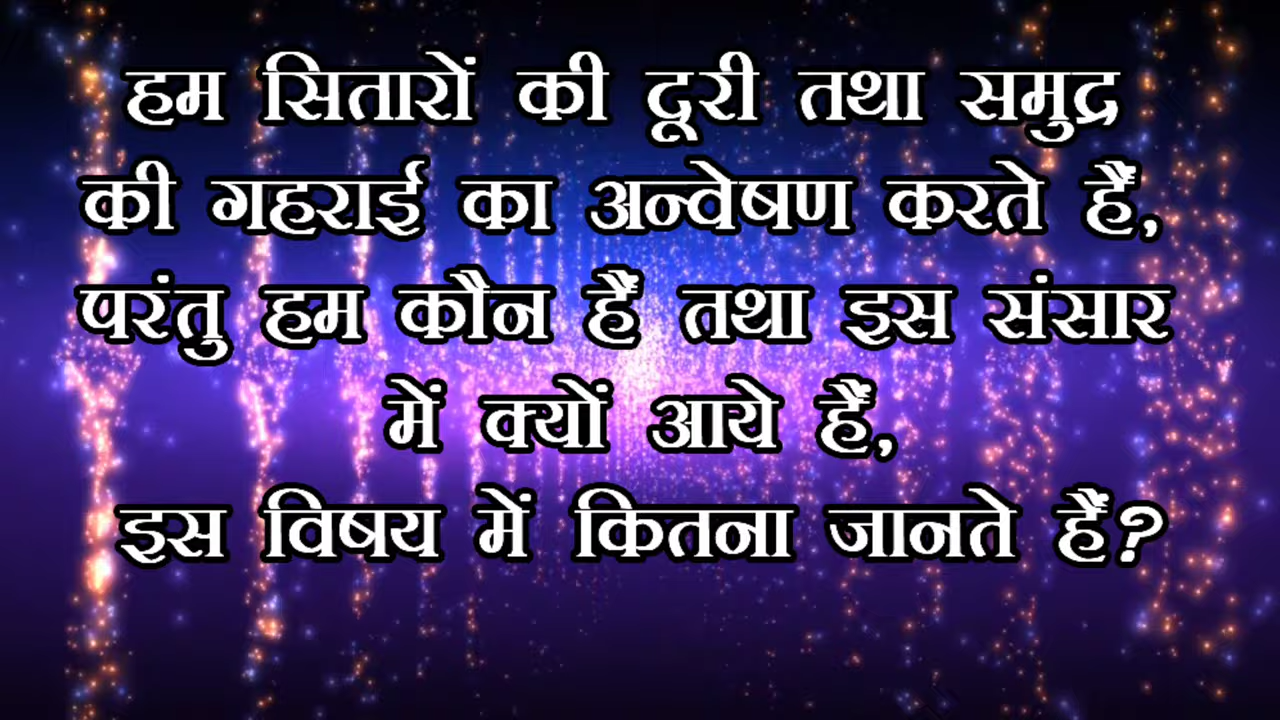 हम सितारों की दूरी तथा समुद्र
की गहराई का अन्वेषण करते हैं,
परंतु हम कौन हैं तथा इस संसार
में क्यों आये हैं,
इस विषय में कितना जानते हैं?